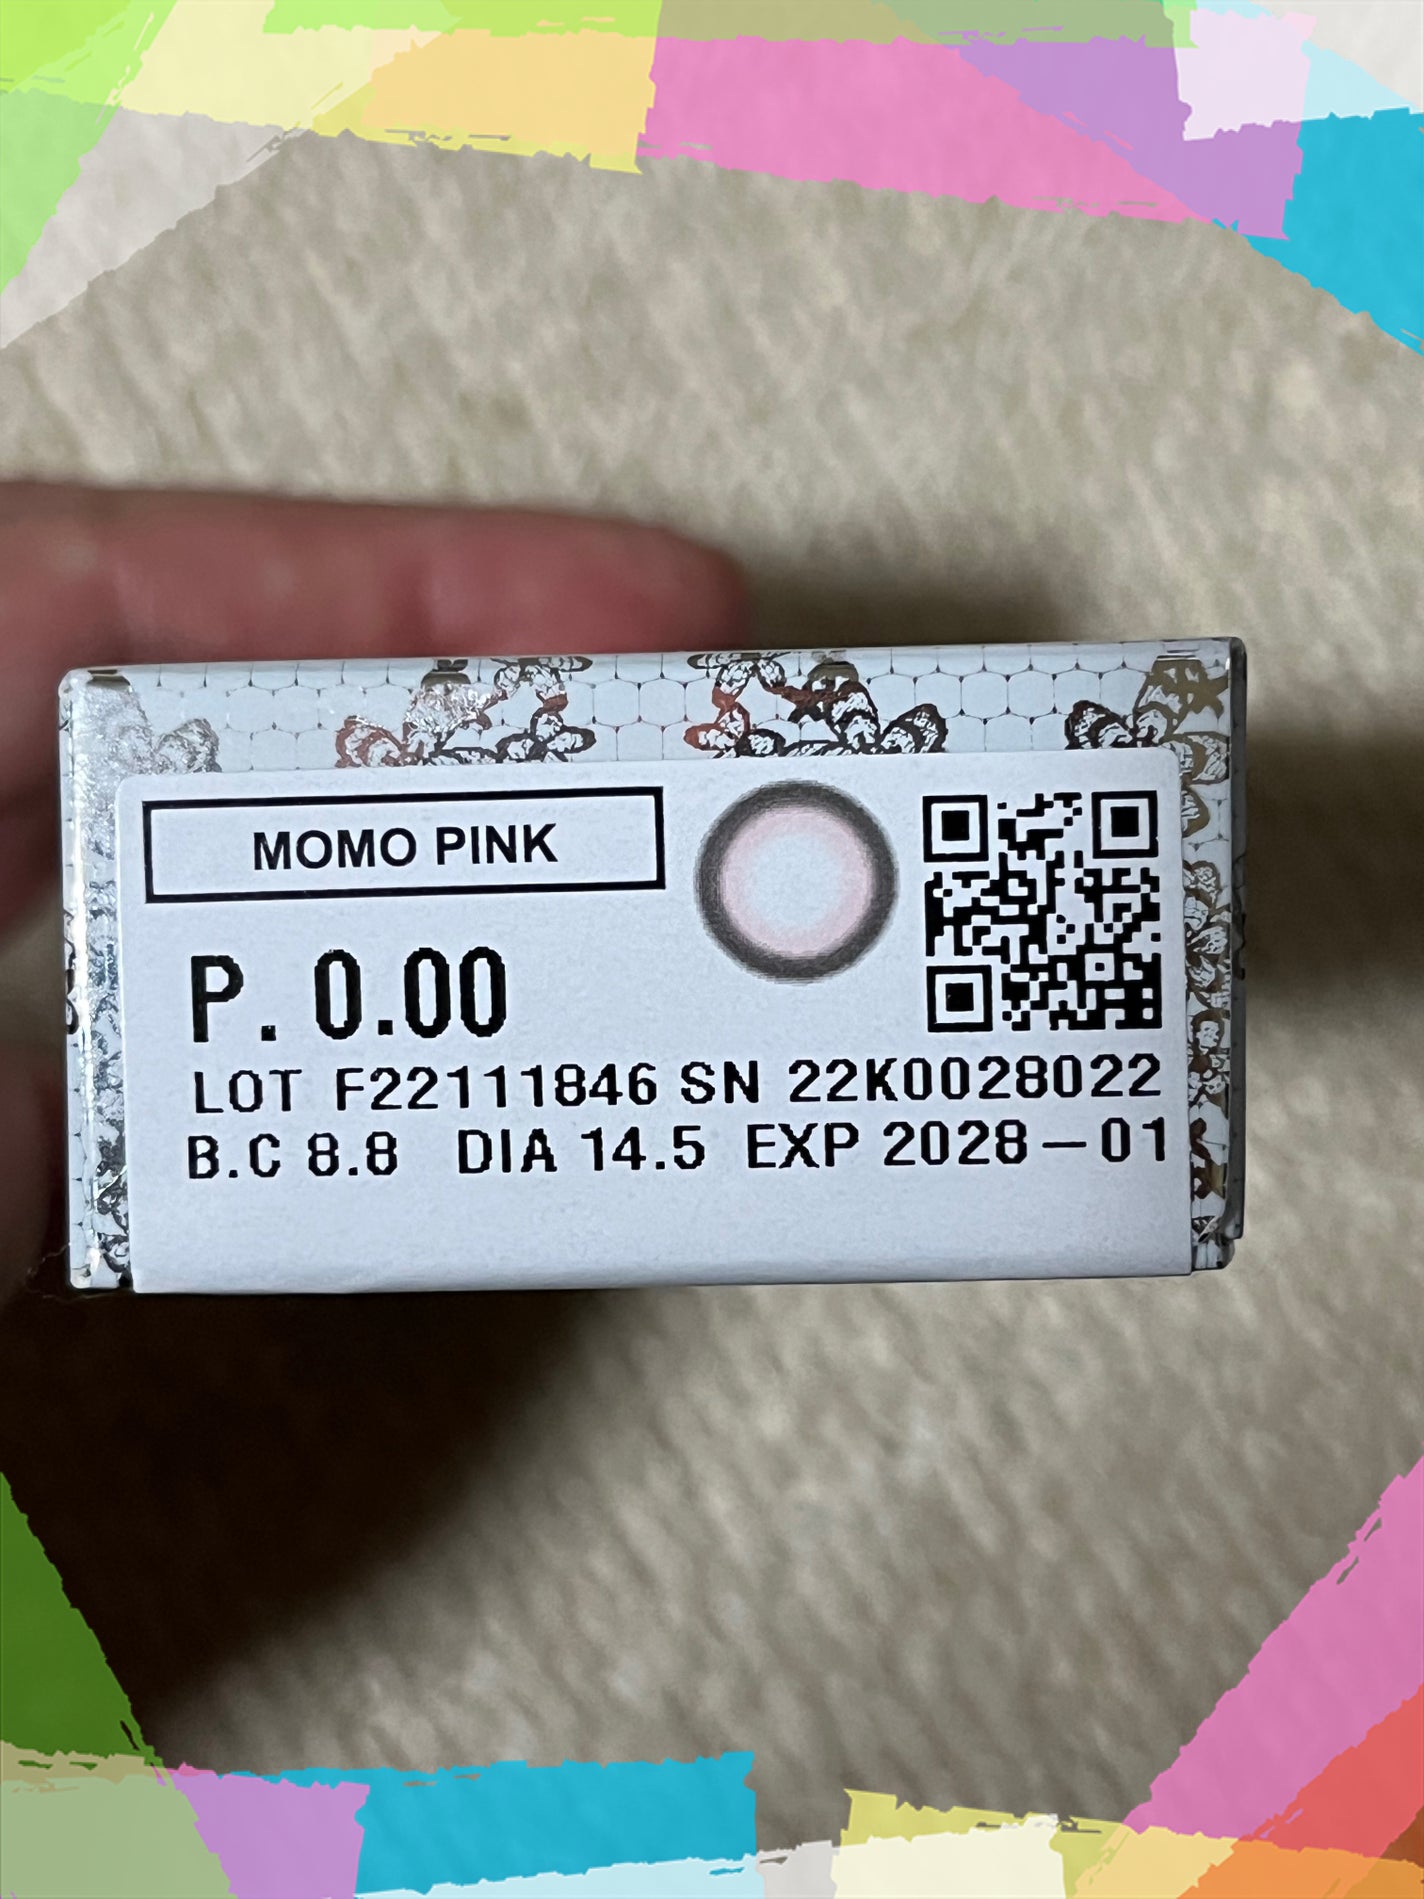 MOMO PINK
P. 0.00
LOT F22111846 SN 22K0028022
B.C 8.8 DIA 14.5 EXP 2028-01